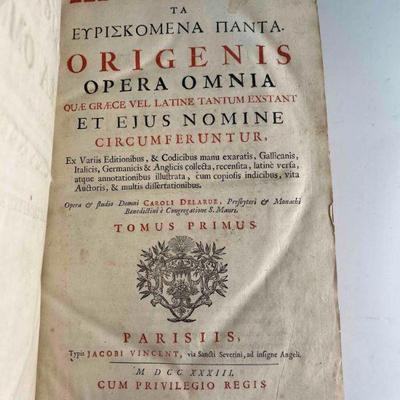 ΤΑ
ΕΥΡΙΣΚΟΜΕΝΑ ΠΑΝΤΑ.
ORIGENIS
OPERA OMNIA
QUÆ GRÆCE VEL LATINE TANTUM EXSTANT
ET EJUS NOMINE
CIRCUMFERUNTUR,
Ex Variis Editionibus, & Codicibus manu exaratis, Gallicanis,
Italicis, Germanicis & Anglicis collecta, recensita, latinè versa,
atque annotationibus illustrata, cum copiosis indicibus, vita
Auctoris, & multis dissertationibus.
Opera & studio Domni CAROLI DELARUE, Presbyteri & Monachi
Benedictini è Congregatione S. Mauri.
TOMUS PRIMUS
PARISIIS,
Typis JACOBI VINCENT, via Sancti Severini, ad insigne Angeli.
M DCC XXXIII.
CUM PRIVILEGIO REGIS